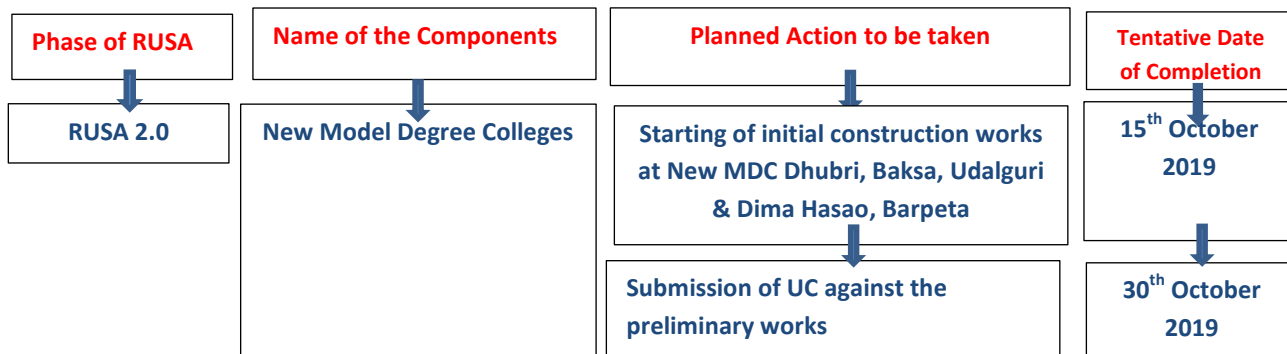 Phase of RUSA
Name of the Components
Planned Action to be taken
Tentative Date
of Completion
RUSA 2.0
New Model Degree Colleges
Starting of initial construction works
at New MDC Dhubri, Baksa, Udalguri
& Dima Hasao, Barpeta
15th October
2019
Submission of UC against the
preliminary works
30th October
2019